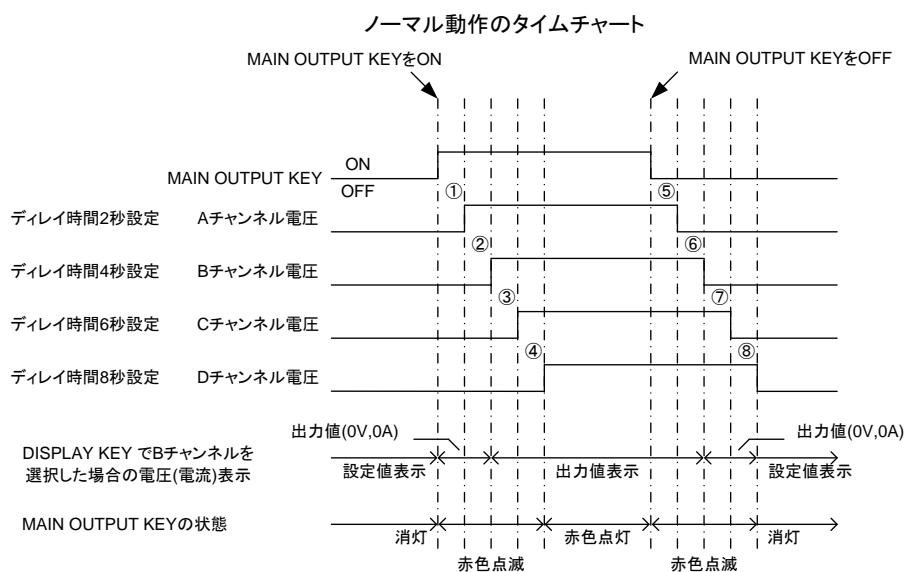 ノーマル動作のタイムチャート
MAIN OUTPUT KEYをON
MAIN OUTPUT KEYをOFF
MAIN OUTPUT KEY
ON
OFF
① ⑤
ディレイ時間2秒設定 Aチャンネル電圧
② ⑥
ディレイ時間4秒設定 Bチャンネル電圧
③ ⑦
ディレイ時間6秒設定 Cチャンネル電圧
④ ⑧
ディレイ時間8秒設定 Dチャンネル電圧
出力値(0V,0A) 出力値(0V,0A)
DISPLAY KEY でBチャンネルを
選択した場合の電圧(電流)表示
設定値表示 出力値表示 設定値表示
MAIN OUTPUT KEYの状態
消灯 赤色点灯 消灯
赤色点滅 赤色点滅